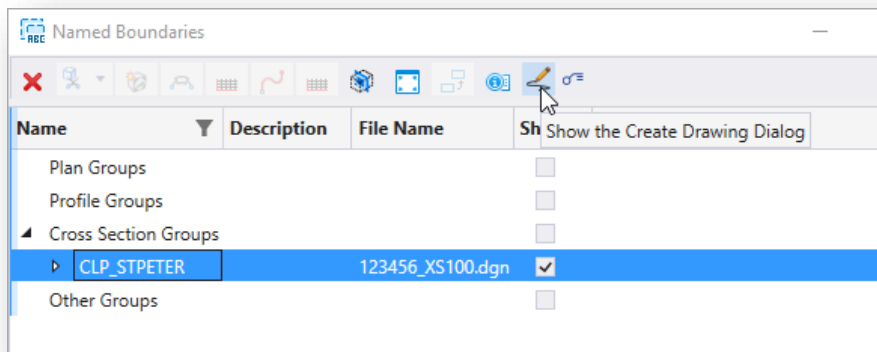 ABC Named Boundaries
Name Description File Name Sh
Show the Create Drawing Dialog
Plan Groups
Profile Groups
Cross Section Groups
CLP_STPETER 123456_XS100.dgn
Other Groups